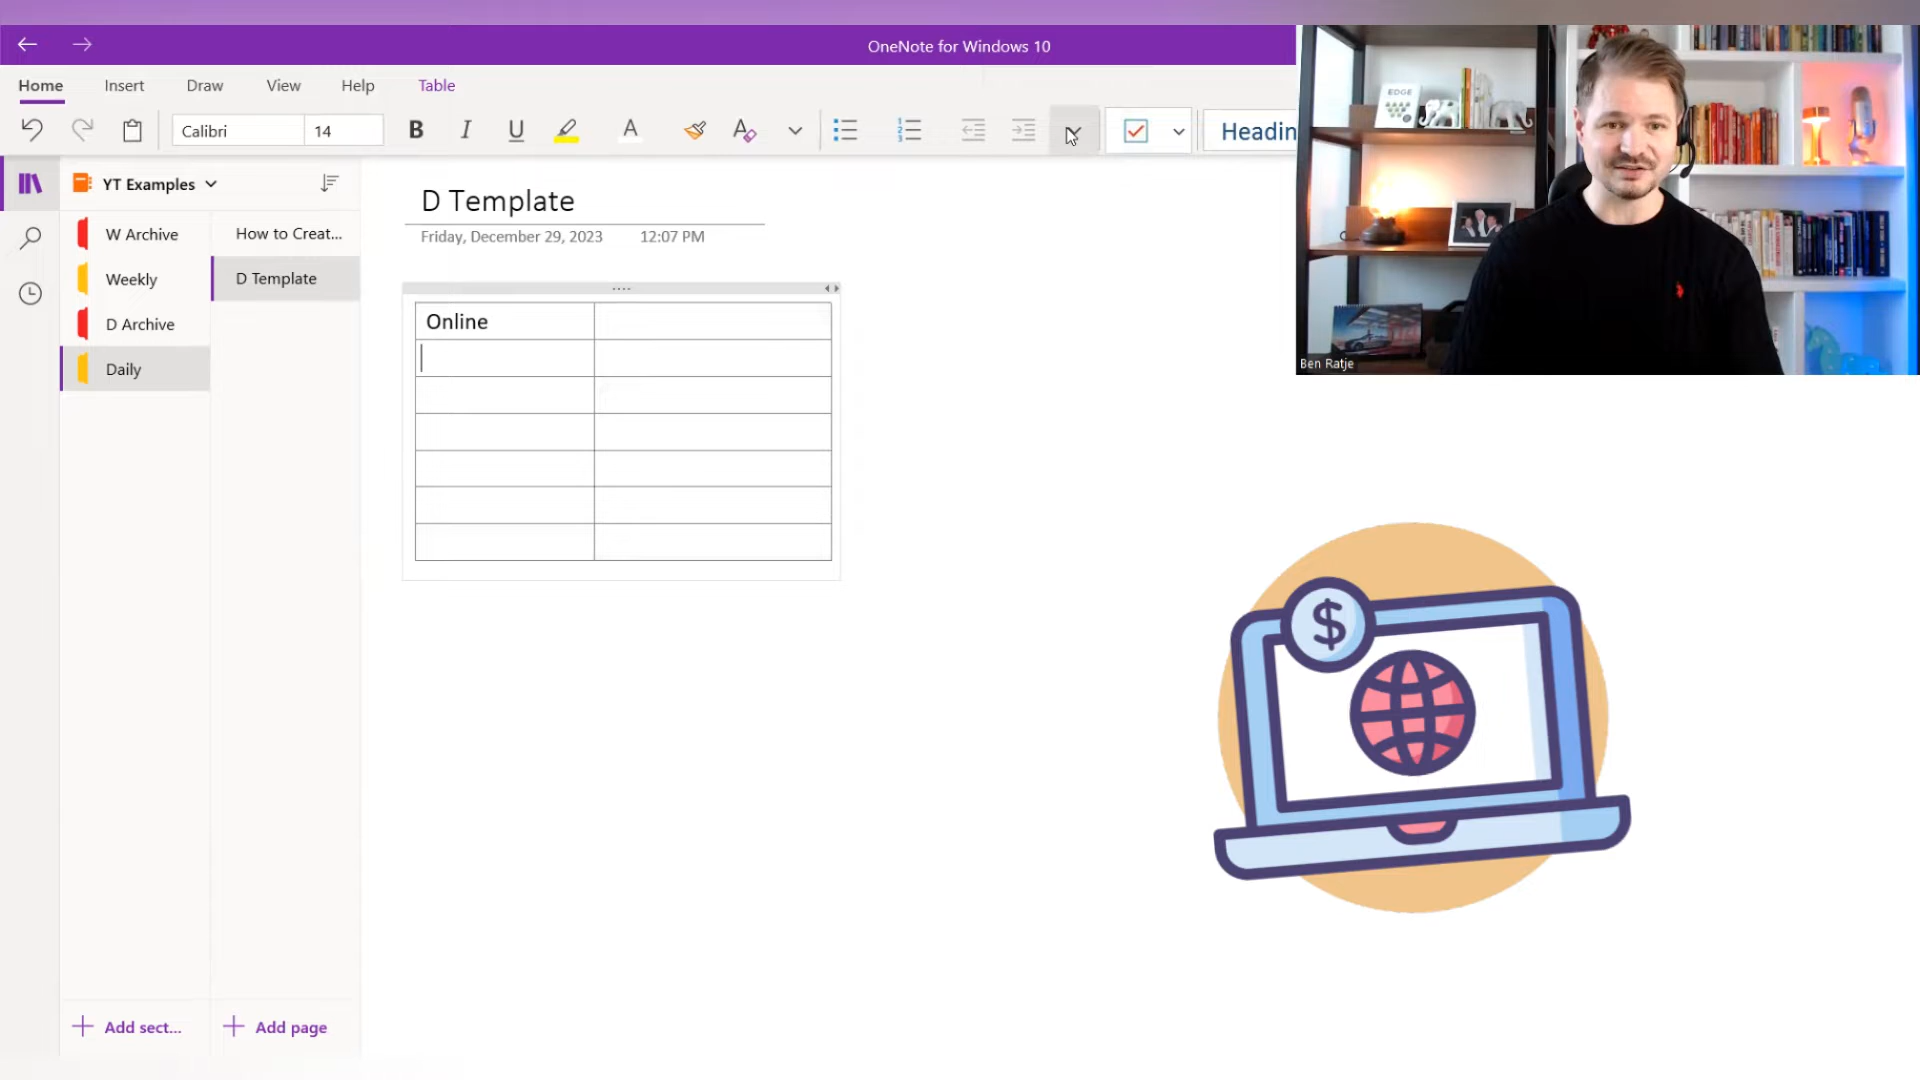 OneNote for Windows 10
Home Insert Draw View Help Table
Calibri 14 B I U A A Headin
YT Examples
W Archive
Weekly
D Archive
Daily
How to Creat...
D Template
D Template
Friday, December 29, 2023 12:07 PM
Online
$
EDGE
Ben Ratje
Add sect...
Add page